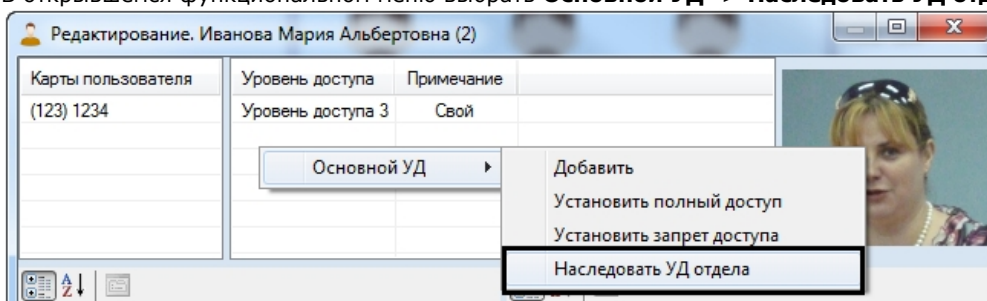 В открывшемся функциональном меню выбрать Основной УД -> Наследовать УД
Редактирование. Иванова Мария Альбертовна (2)
Карты пользователя Уровень доступа Примечание
(123) 1234 Уровень доступа 3 Свой
Основной УД Добавить
Установить полный доступ
Установить запрет доступа
Наследовать УД отдела